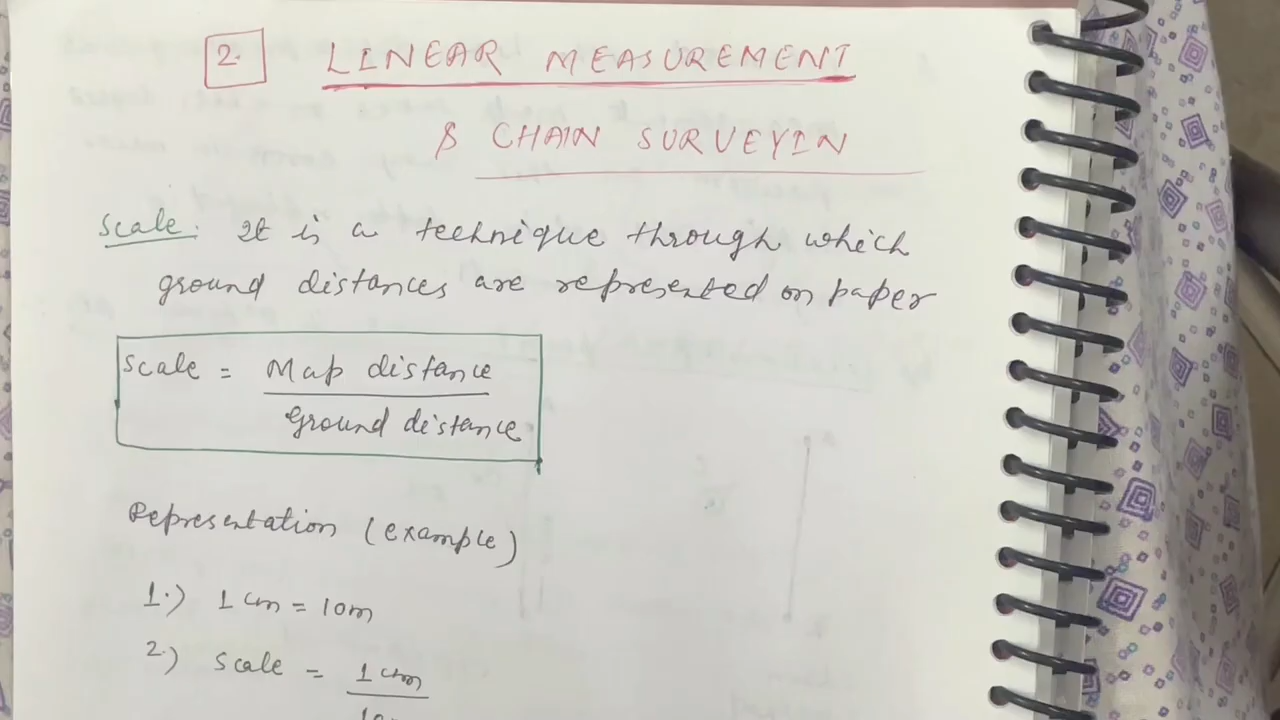 2. LINEAR MEASUREMENT
& CHAIN SURVEYIN
Scale: It is a technique through which
ground distances are represented on paper
Scale = Map distance
Ground distance
Representation (example)
1.) 1 cm = 10m
2.) Scale = 1 cm